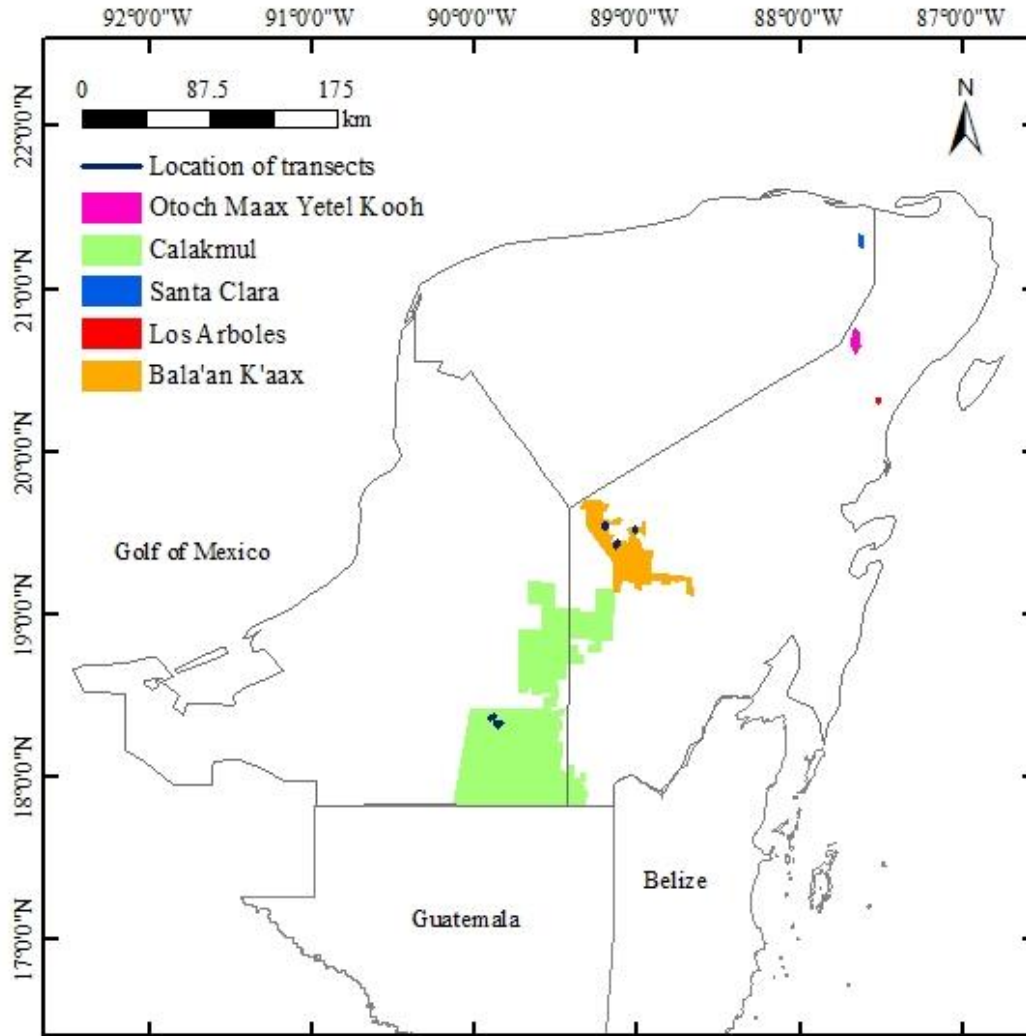 92°0'0"W 91°0'0"W 90°0'0"W 89°0'0"W 88°0'0"W 87°0'0"W
0 87.5 175
km
N
Location of transects
Otoch Maax Yetel Kooh
Calakmul
Santa Clara
Los Arboles
Bala'an K'aax
22°0'0"N
21°0'0"N
20°0'0"N
19°0'0"N
18°0'0"N
17°0'0"N
Golf of Mexico
Belize
Guatemala